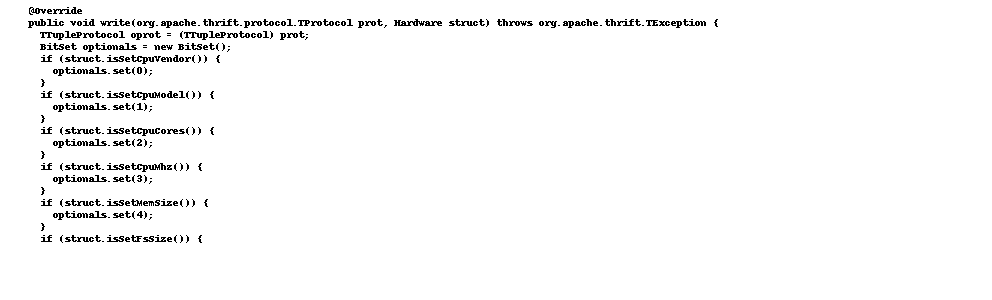 @Override
public void write(org.apache.thrift.protocol.TProtocol prot, Hardware struct) throws org.apache.thrift.TException {
TTupleProtocol oprot = (TTupleProtocol) prot;
BitSet optionals = new BitSet();
if (struct.isSetCpuVendor()) {
optionals.set(0);
}
if (struct.isSetCpuModel()) {
optionals.set(1);
}
if (struct.isSetCpuCores()) {
optionals.set(2);
}
if (struct.isSetCpuMhz()) {
optionals.set(3);
}
if (struct.isSetMemSize()) {
optionals.set(4);
}
if (struct.isSetFsSize()) {